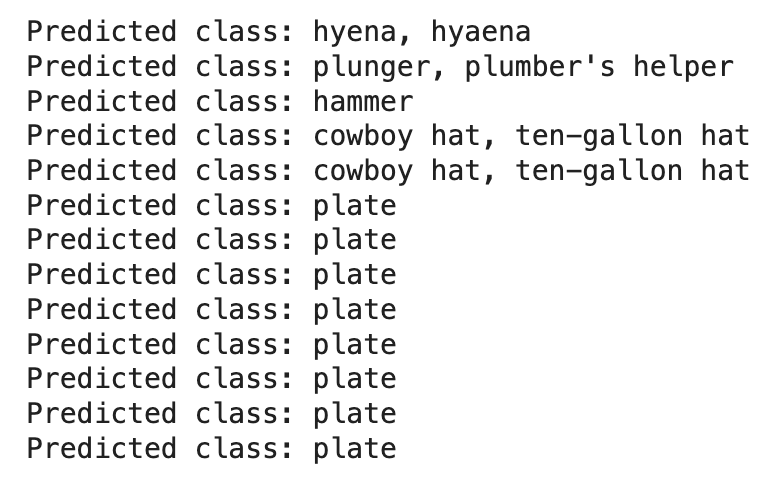 Predicted class: hyena, hyaena
Predicted class: plunger, plumber's helper
Predicted class: hammer
Predicted class: cowboy hat, ten-gallon hat
Predicted class: cowboy hat, ten-gallon hat
Predicted class: plate
Predicted class: plate
Predicted class: plate
Predicted class: plate
Predicted class: plate
Predicted class: plate
Predicted class: plate
Predicted class: plate